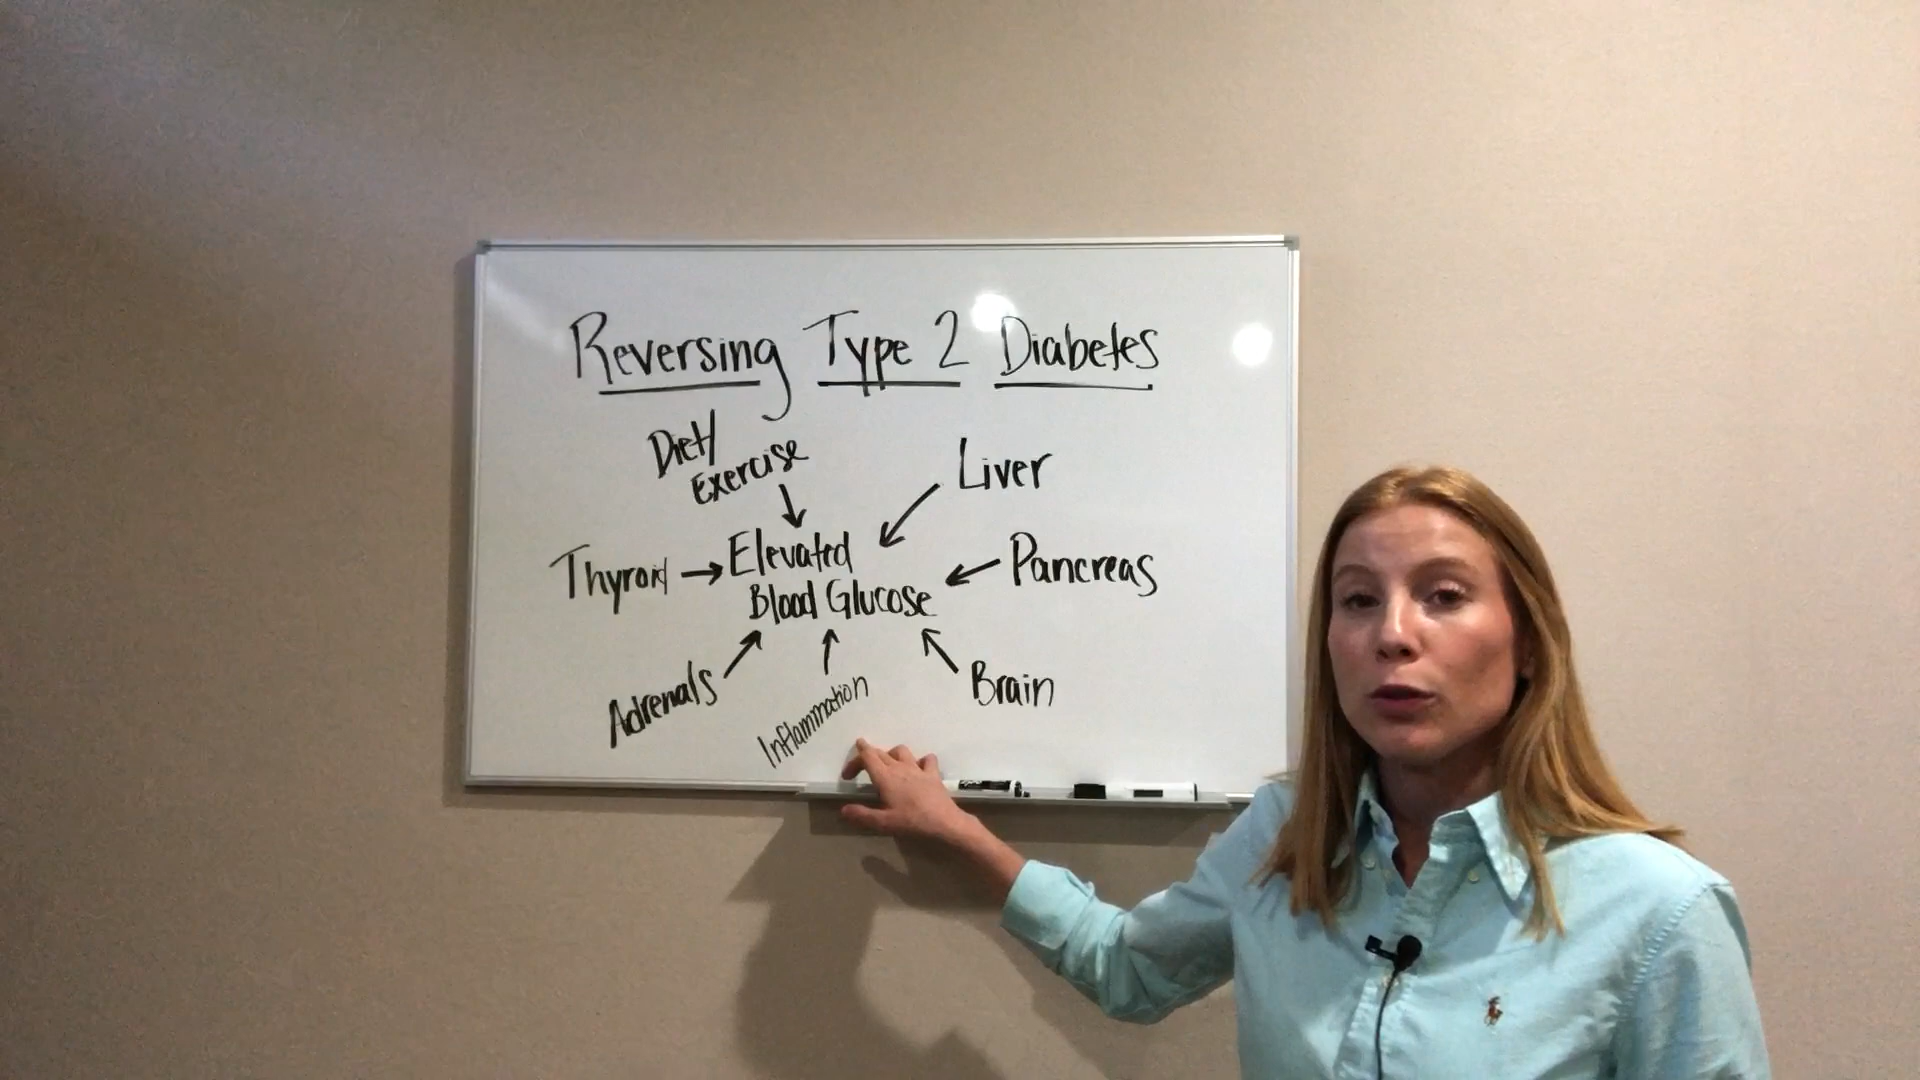 Reversing Type 2 Diabetes
Diet/
Exercise
Liver
Thyroid
Elevated
Blood Glucose
Pancreas
Adrenals
Inflammation
Brain